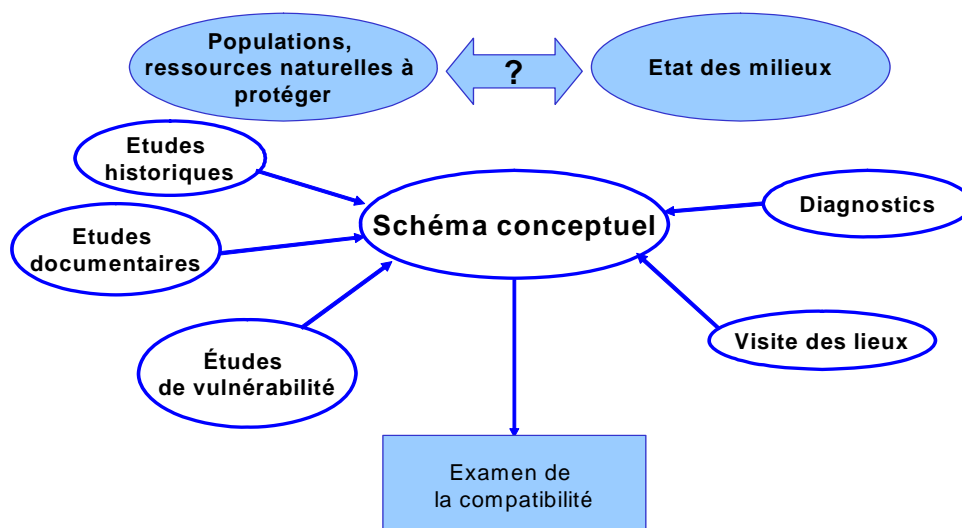 Populations,
ressources naturelles à
protéger
?
Etat des milieux
Etudes
historiques
Etudes
documentaires
Études
de vulnérabilité
Schéma conceptuel
Diagnostics
Visite des lieux
Examen de
la compatibilité